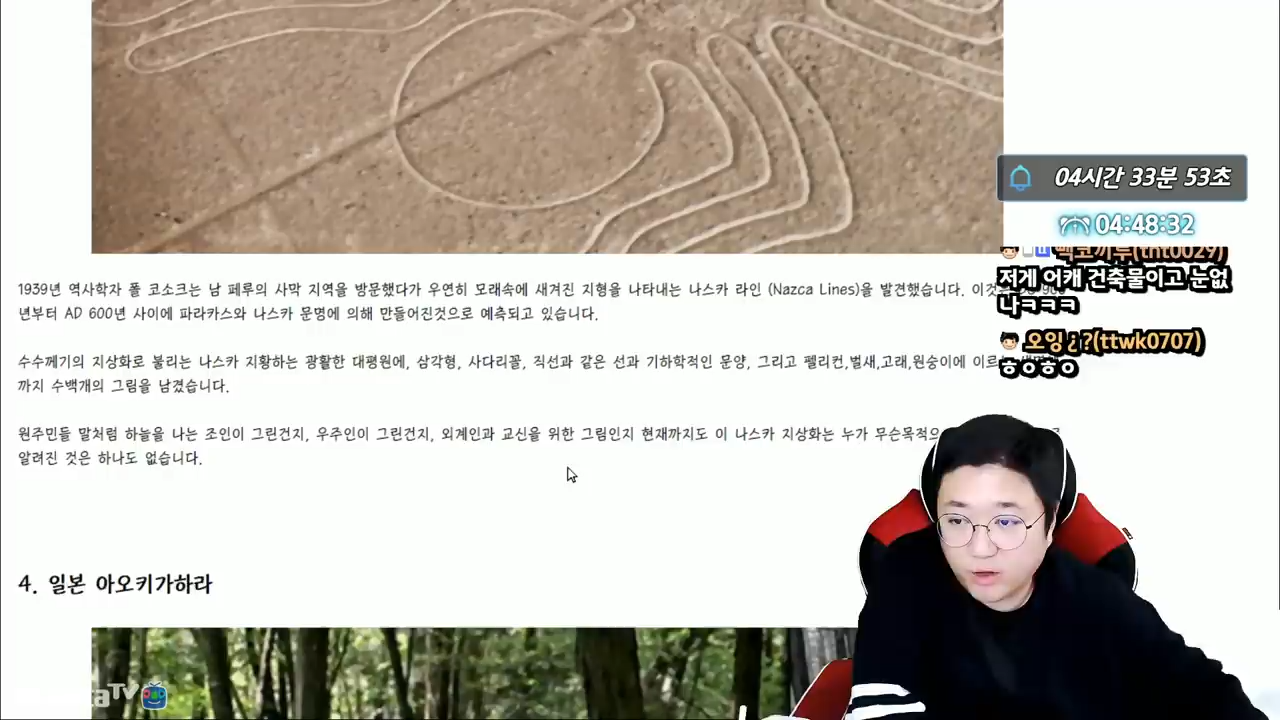 04시간 33분 53초
04:48:32
(tht0029)
저게 어캐 건축물이고 눈없
나ㅋㅋㅋ
오잉¿?(ttwk0707)
ㅎㅇㅎㅇ
1939년 역사학자 폴 코소크는 남 페루의 사막 지역을 방문했다가 우연히 모래속에 새겨진 지형을 나타내는 나스카 라인 (Nazca Lines)을 발견했습니다.
년부터 AD 600년 사이에 파라카스와 나스카 문명에 의해 만들어진것으로 예측되고 있습니다.
수수께기의 지상화로 불리는 나스카 지황하는 광활한 대평원에, 삼각형, 사다리꼴, 직선과 같은 선과 기하학적인 문양, 그리고 펠리컨,벌새,고래,원숭이에
까지 수백개의 그림을 남겼습니다.
원주민들 말처럼 하늘을 나는 조인이 그린건지, 우주인이 그린건지, 외계인과 교신을 위한 그림인지 현재까지도 이 나스카 지상화는 누가
알려진 것은 하나도 없습니다.
4. 일본 아오키가하라